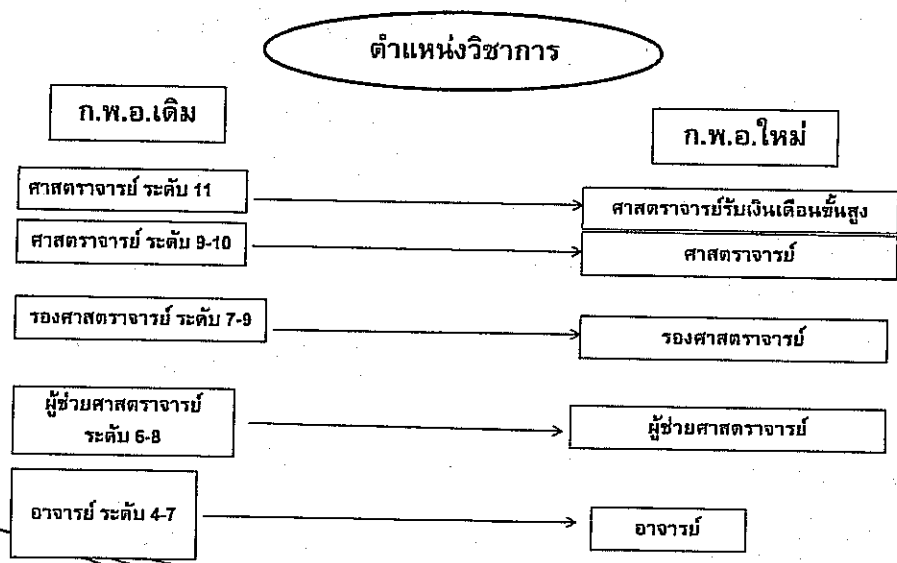 ตำแหน่งวิชาการ
ก.พ.อ.เดิม
ก.พ.อ.ใหม่
ศาสตราจารย์ ระดับ 11
ศาสตราจารย์รับเงินเดือนขั้นสูง
ศาสตราจารย์ ระดับ 9-10
ศาสตราจารย์
รองศาสตราจารย์ ระดับ 7-9
รองศาสตราจารย์
ผู้ช่วยศาสตราจารย์
ระดับ 6-8
ผู้ช่วยศาสตราจารย์
อาจารย์ ระดับ 4-7
อาจารย์